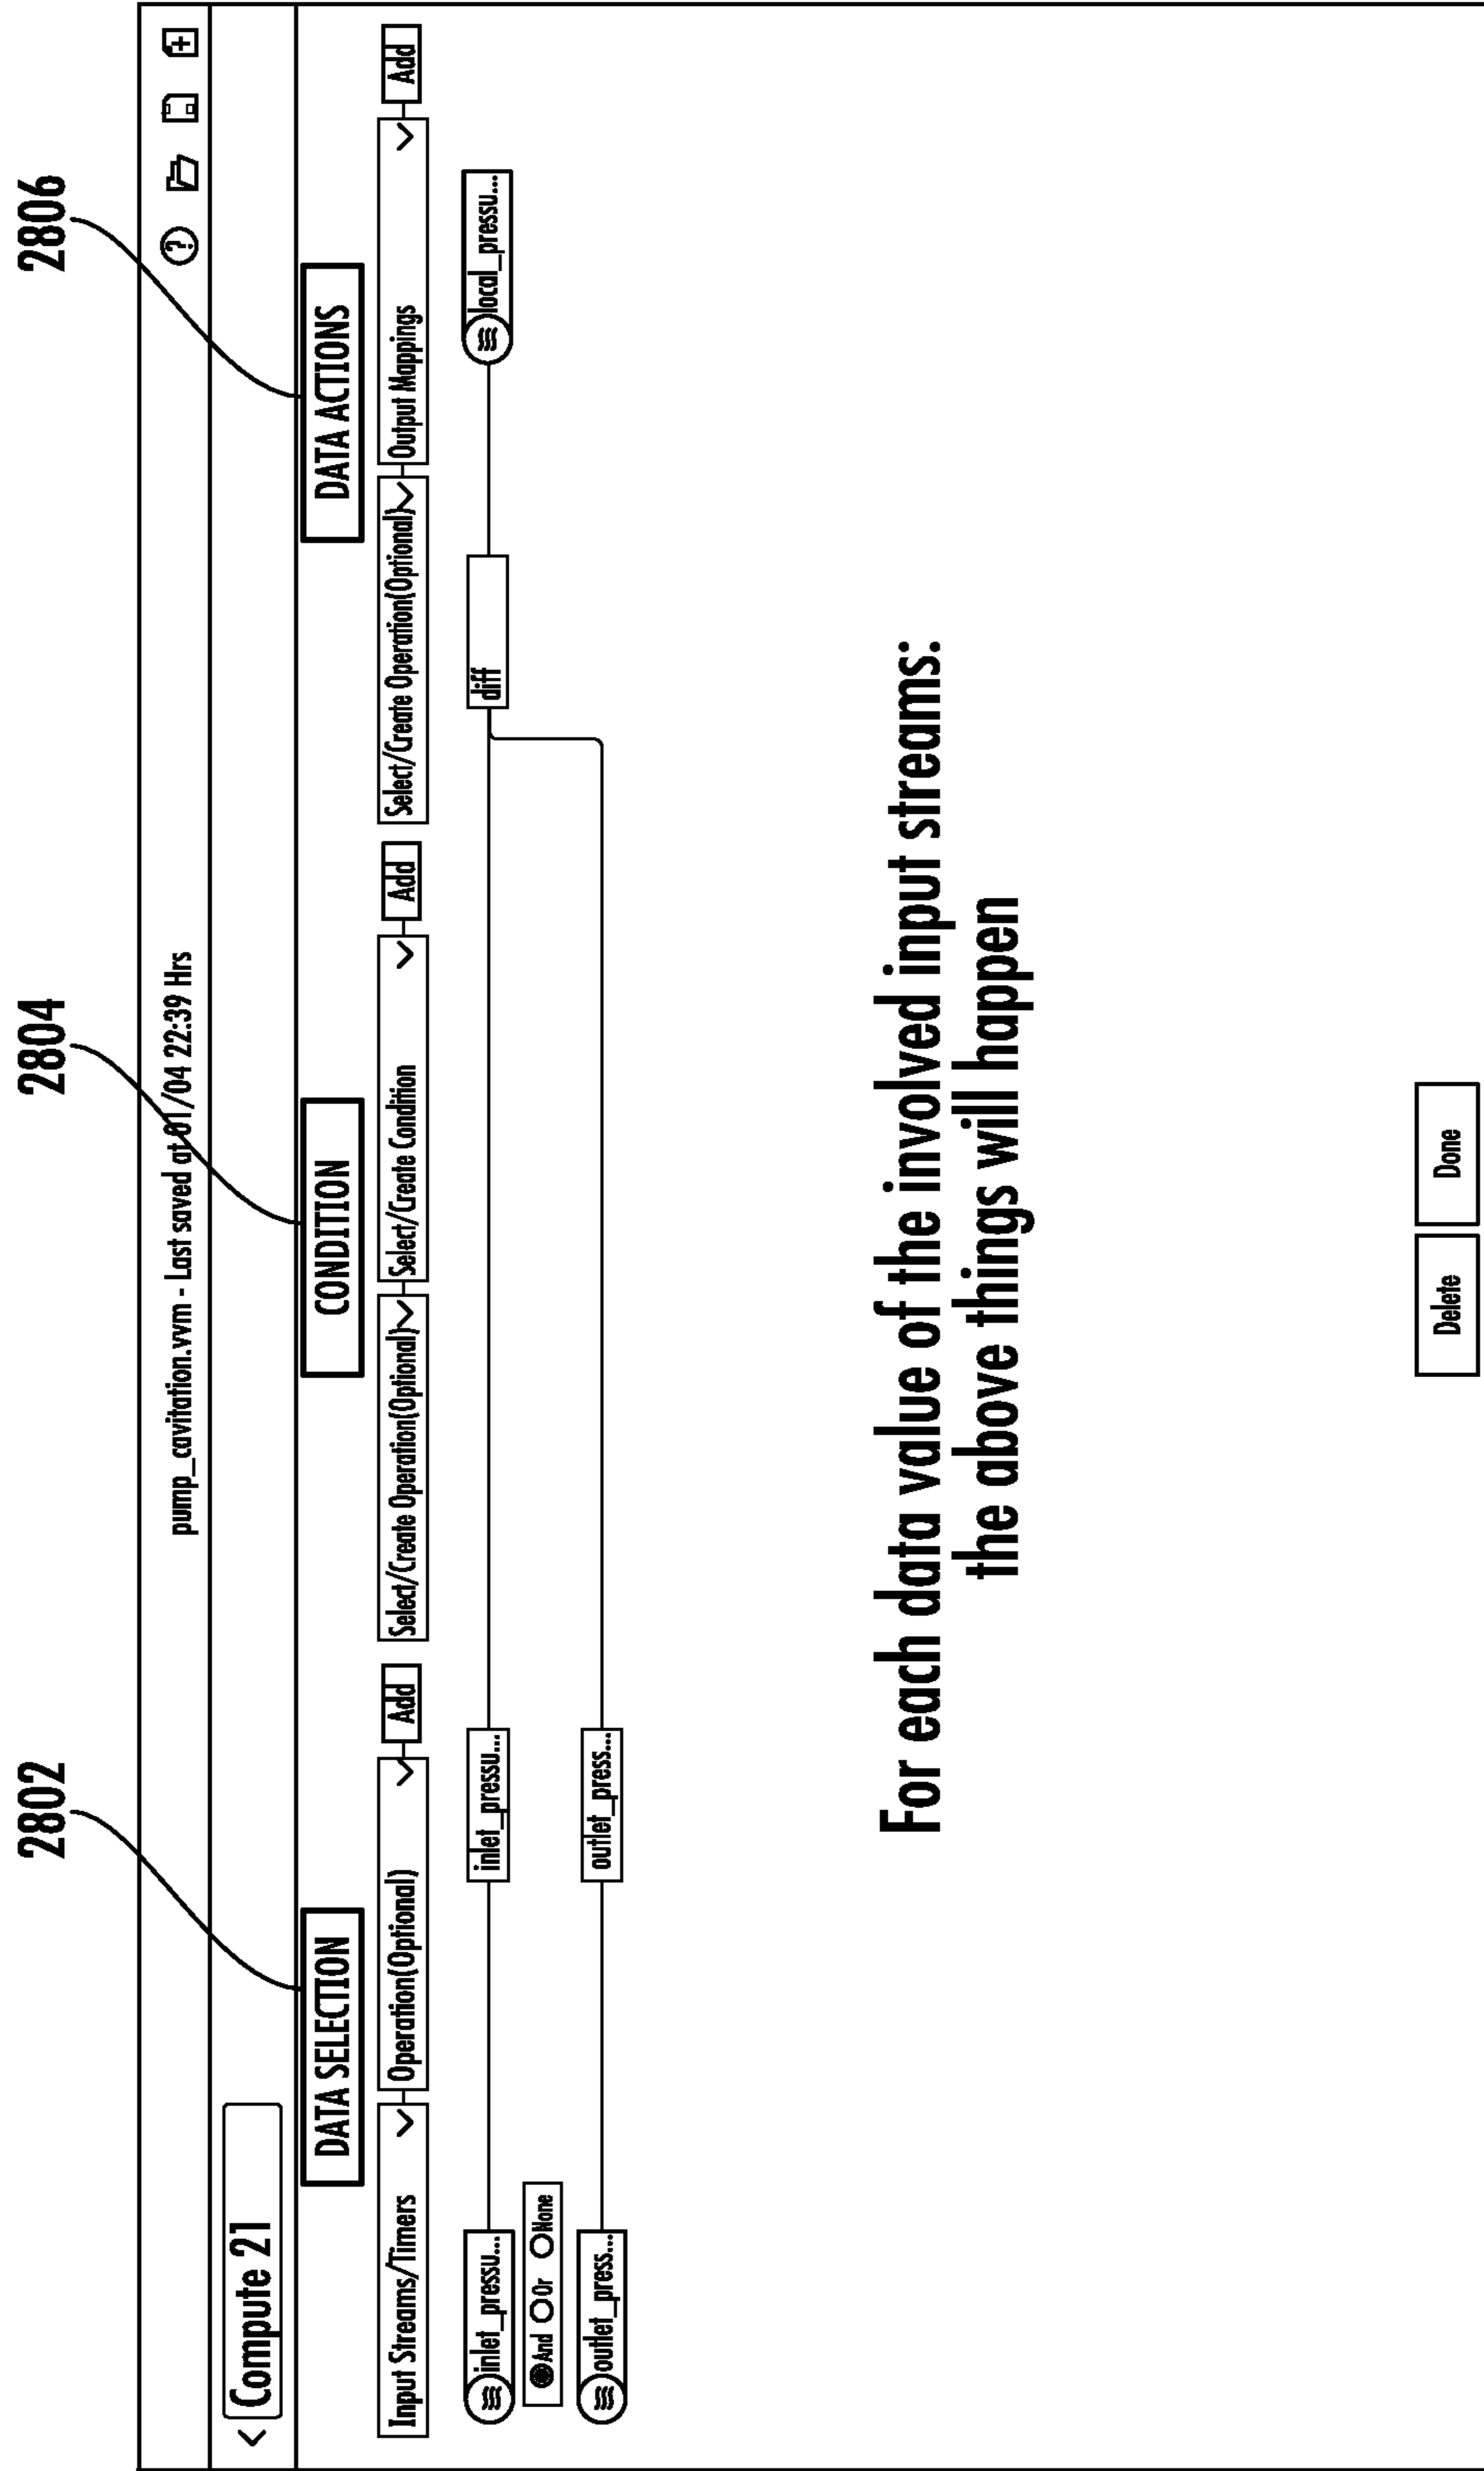 2802
2804
2806
pump_cavitation.vvm - Last saved at 01/04 22:39 Hrs
?
< Compute 21
DATA SELECTION
CONDITION
DATA ACTIONS
Input Streams/Timers
Operation(Optional)
Add
Select/Create Operation(Optional)
Select/Create Condition
Add
Select/Create Operation(Optional)
Output Mappings
Add
inlet_pressu...
inlet_pressu...
diff
local_pressu...
And Or None
outlet_press...
outlet_press...
For each data value of the involved input streams:
the above things will happen
Delete
Done